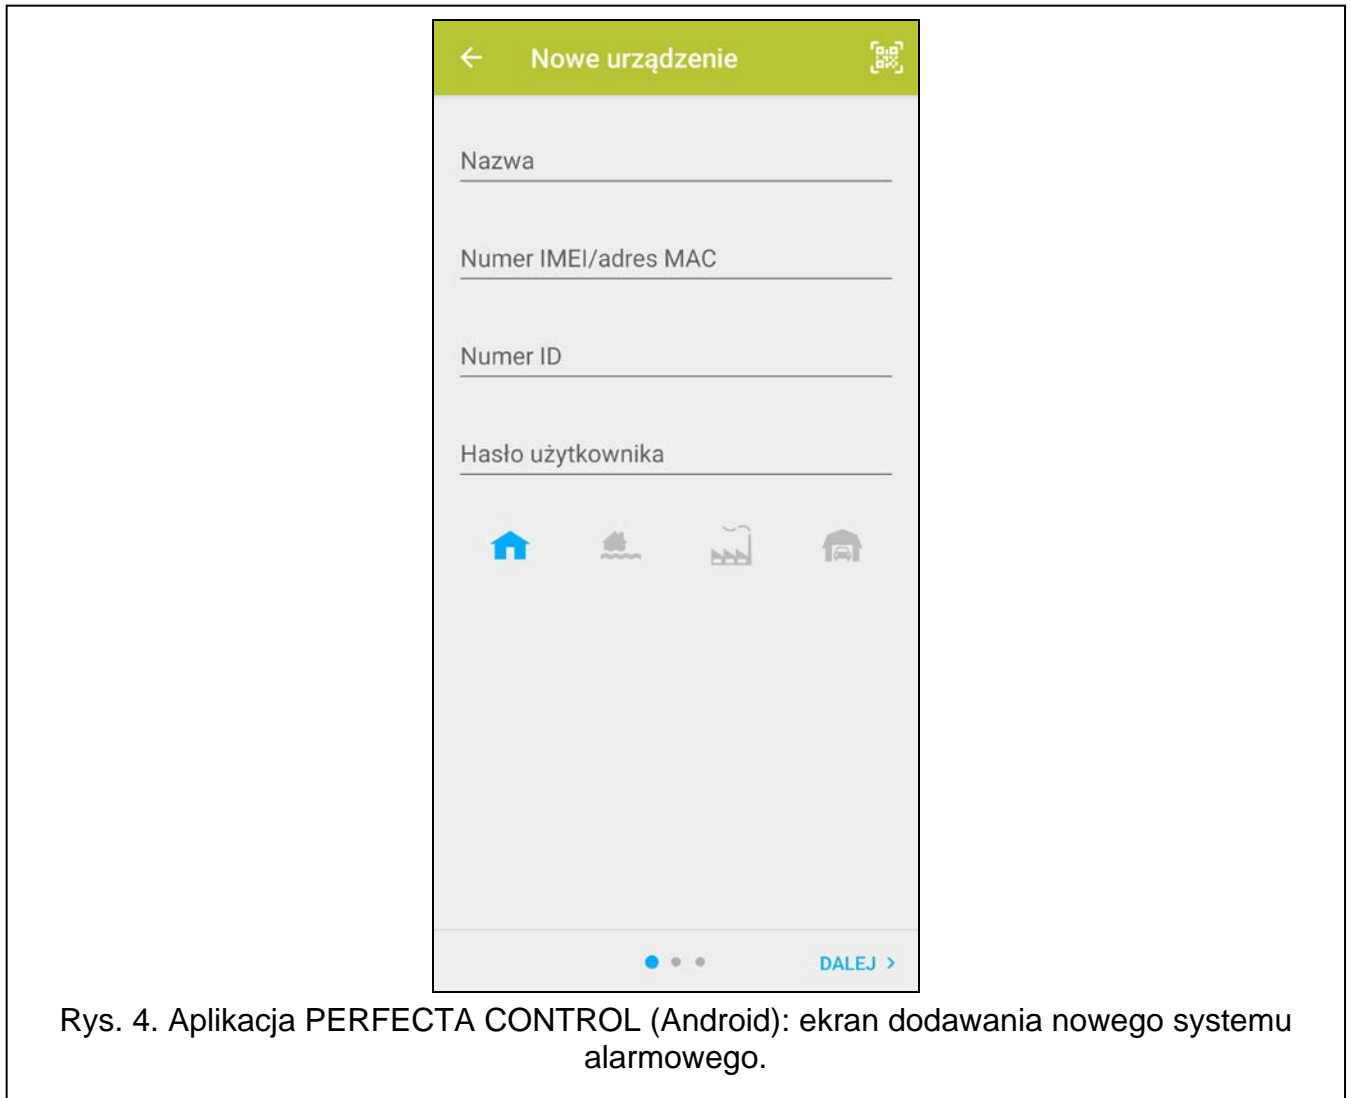 Nowe urządzenie
Nazwa
Numer IMEI/adres MAC
Numer ID
Hasło użytkownika
DALEJ >
Rys. 4. Aplikacja PERFECTA CONTROL (Android): ekran dodawania nowego systemu
alarmowego.